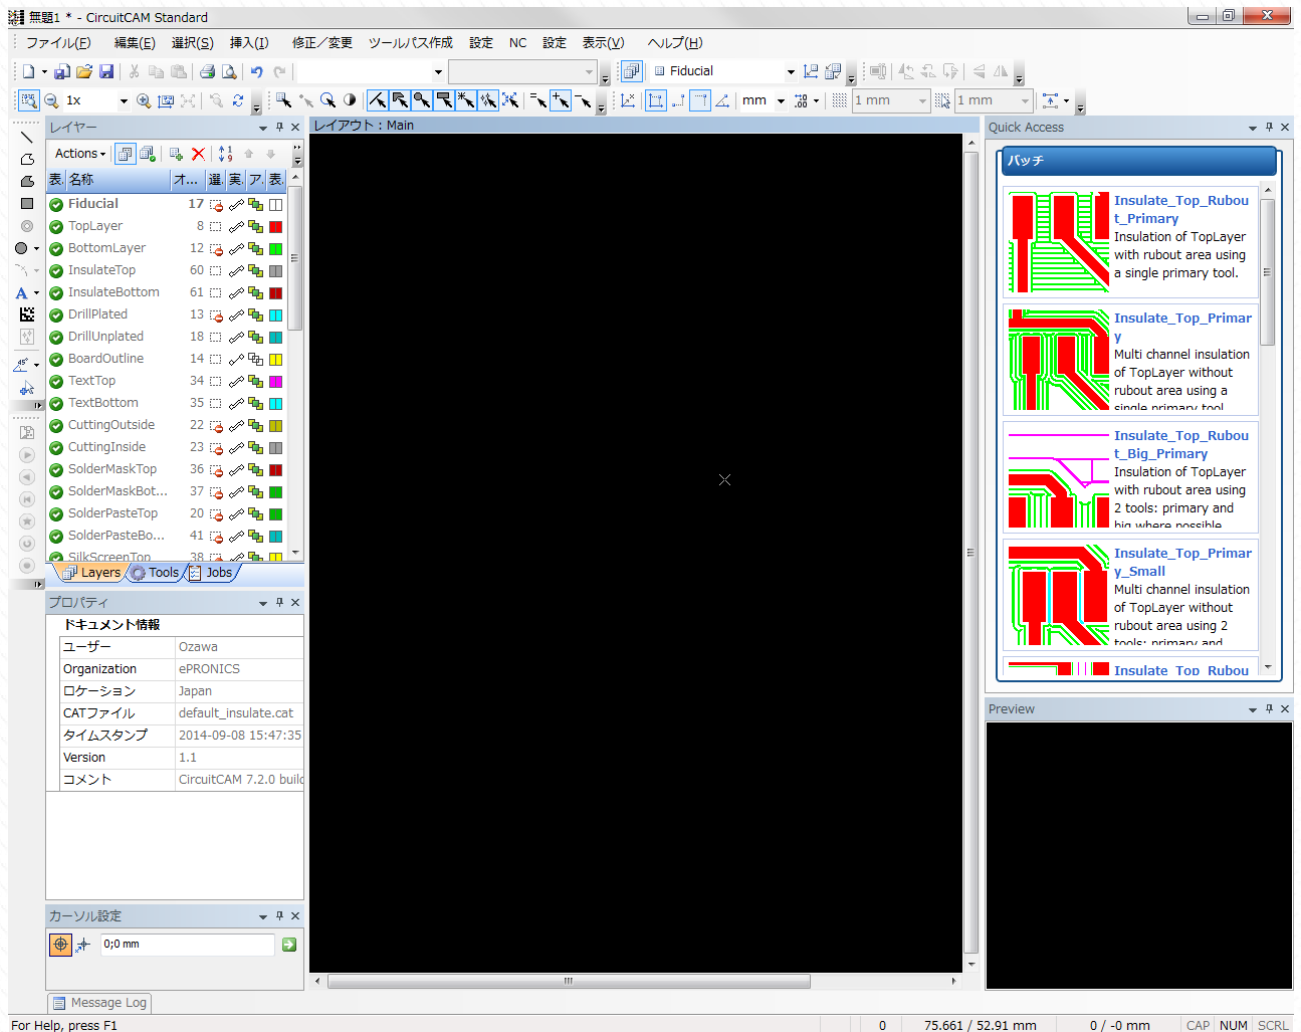 無題1 * - CircuitCAM Standard
ファイル(F) 編集(E) 選択(S) 挿入(I) 修正／変更 ツールパス作成 設定 NC 設定 表示(V) ヘルプ(H)
Fiducial
1x mm 1 mm 1 mm
レイヤー
Actions
表. 名称 オ... 選. 実. ア. 表.
Fiducial 17
TopLayer 8
BottomLayer 12
InsulateTop 60
InsulateBottom 61
DrillPlated 13
DrillUnplated 18
BoardOutline 14
TextTop 34
TextBottom 35
CuttingOutside 22
CuttingInside 23
SolderMaskTop 36
SolderMaskBot... 37
SolderPasteTop 20
SolderPasteBo... 41
SilkScreenTop 38
Layers Tools Jobs
プロパティ
ドキュメント情報
ユーザー Ozawa
Organization ePRONICS
ロケーション Japan
CATファイル default_insulate.cat
タイムスタンプ 2014-09-08 15:47:35
Version 1.1
コメント CircuitCAM 7.2.0 build
カーソル設定
0;0 mm
Message Log
レイアウト : Main
Quick Access
バッチ
Insulate_Top_Rubou
t_Primary
Insulation of TopLayer
with rubout area using
a single primary tool.
Insulate_Top_Primar
y
Multi channel insulation
of TopLayer without
rubout area using a
single primary tool
Insulate_Top_Rubou
t_Big_Primary
Insulation of TopLayer
with rubout area using
2 tools: primary and
big where possible
Insulate_Top_Primar
y_Small
Multi channel insulation
of TopLayer without
rubout area using 2
tools: primary and
Insulate_Top_Rubou
Preview
For Help, press F1 0 75.661 / 52.91 mm 0 / -0 mm CAP NUM SCRL